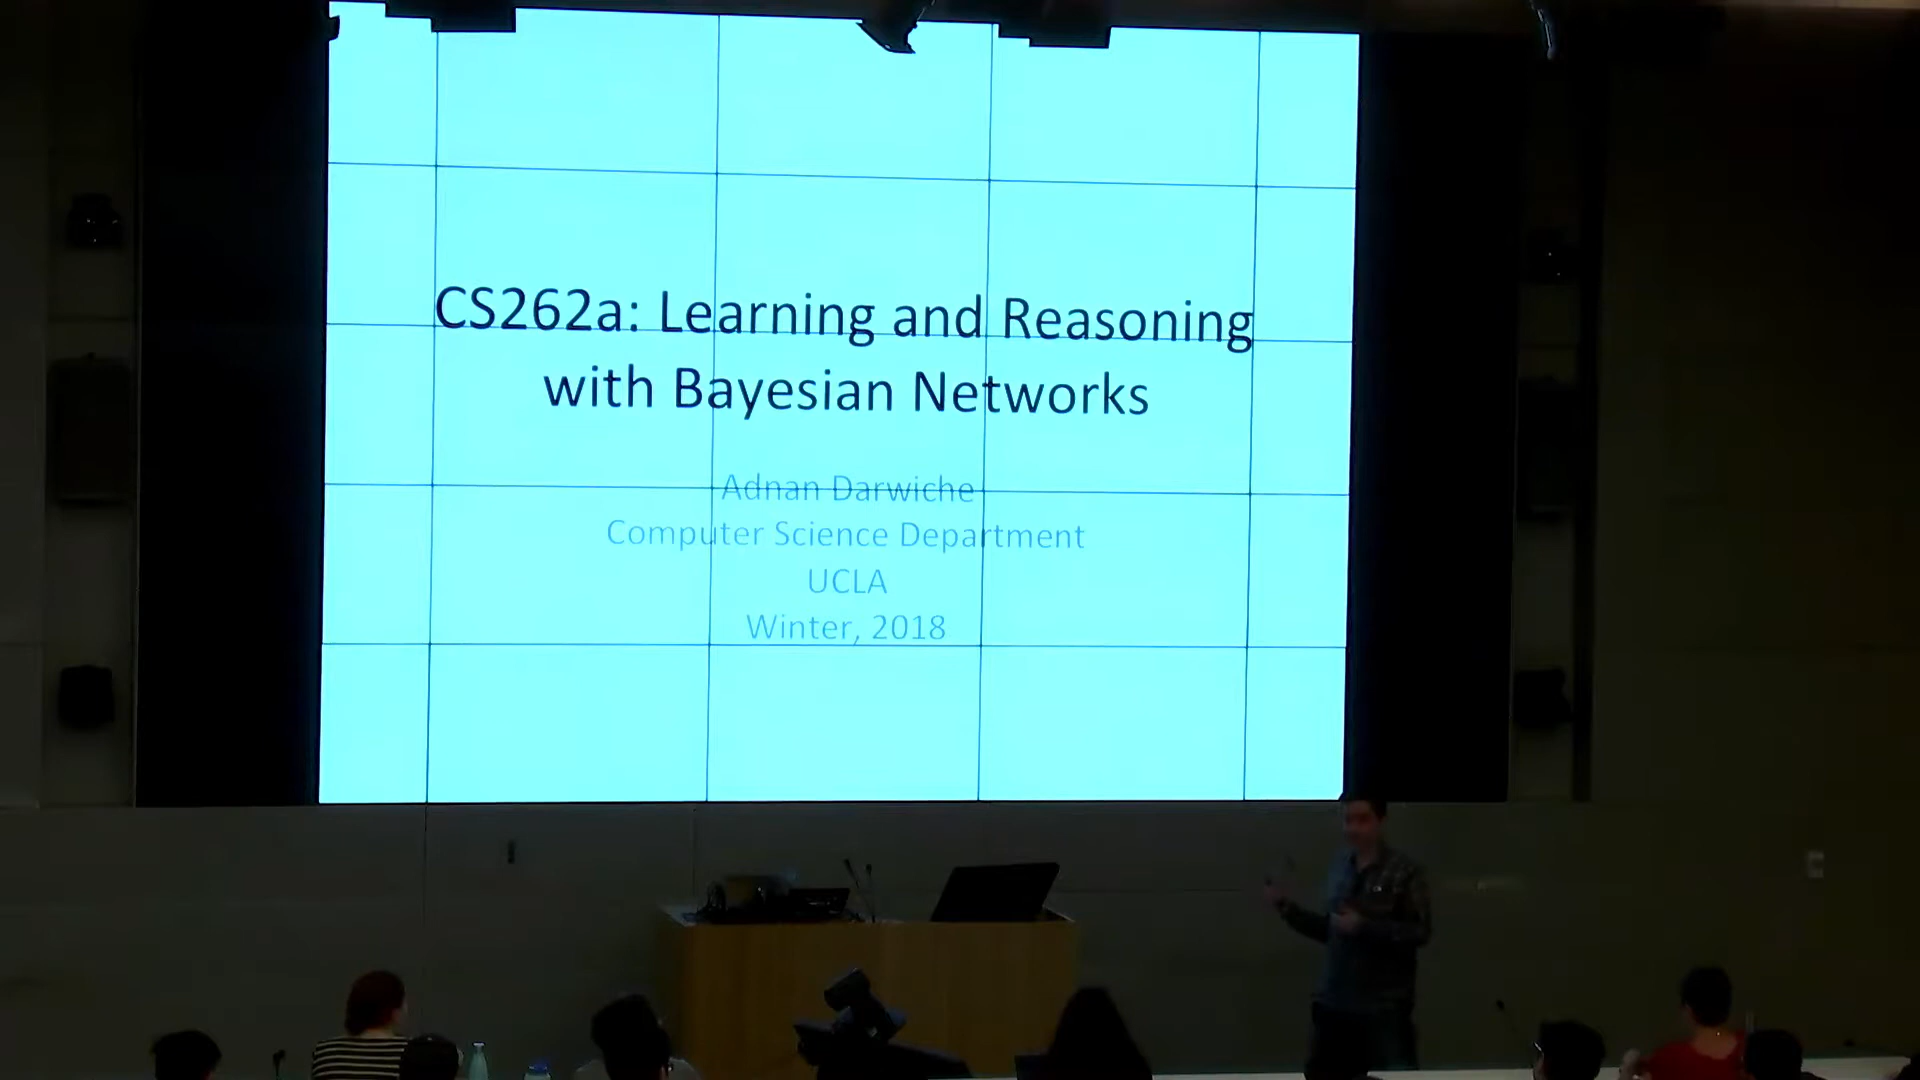 CS262a: Learning and Reasoning
with Bayesian Networks
Adnan Darwiche
Computer Science Department
UCLA
Winter, 2018